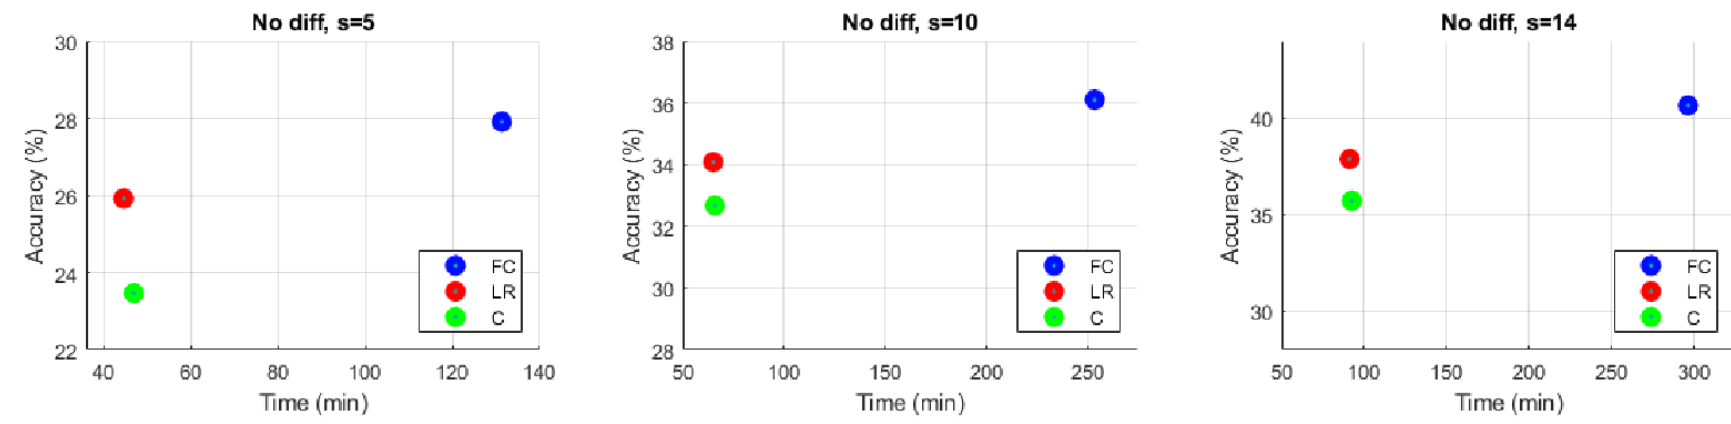 No diff, s=5
30
28
26
24
22
Accuracy (%)
40 60 80 100 120 140
Time (min)
FC
LR
C
No diff, s=10
38
36
34
32
30
28
Accuracy (%)
50 100 150 200 250
Time (min)
FC
LR
C
No diff, s=14
40
35
30
Accuracy (%)
50 100 150 200 250 300
Time (min)
FC
LR
C